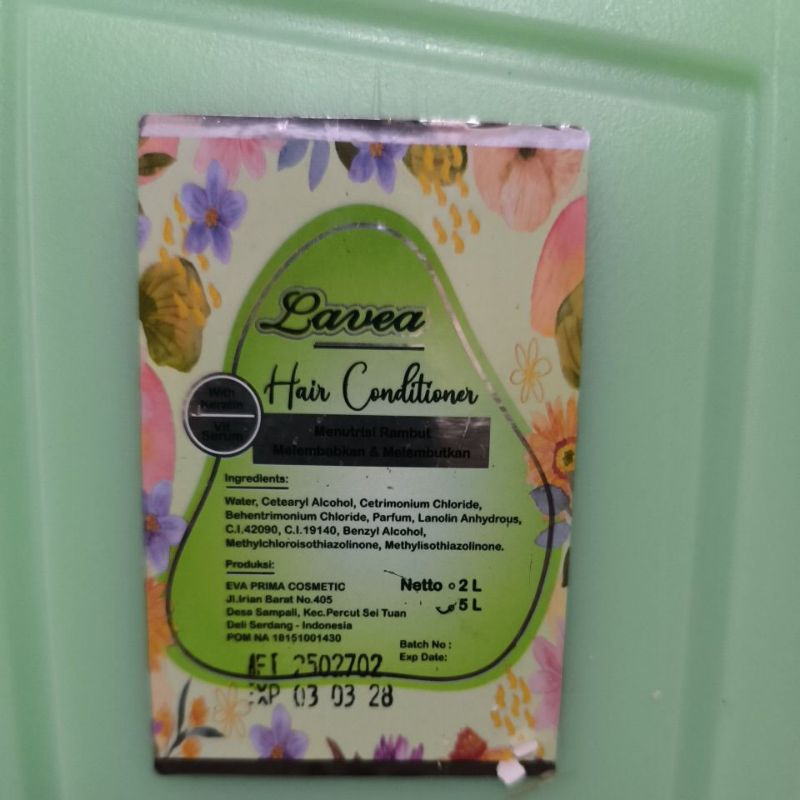 Lavea
Hair Conditioner
With
Keratin
Vit
Serum
Menutrisi Rambut
Melembabkan & Melembutkan
Ingredients:
Water, Cetearyl Alcohol, Cetrimonium Chloride,
Behentrimonium Chloride, Parfum, Lanolin Anhydrous,
C.I.42090, C.I.19140, Benzyl Alcohol,
Methylchloroisothiazolinone, Methylisothiazolinone.
Produksi:
EVA PRIMA COSMETIC
Jl.Irian Barat No.405
Desa Sampali, Kec.Percut Sei Tuan
Deli Serdang - Indonesia
POM NA 18151001430
Netto 2 L
5 L
Batch No :
Exp Date:
2502702
EXP 03 03 28